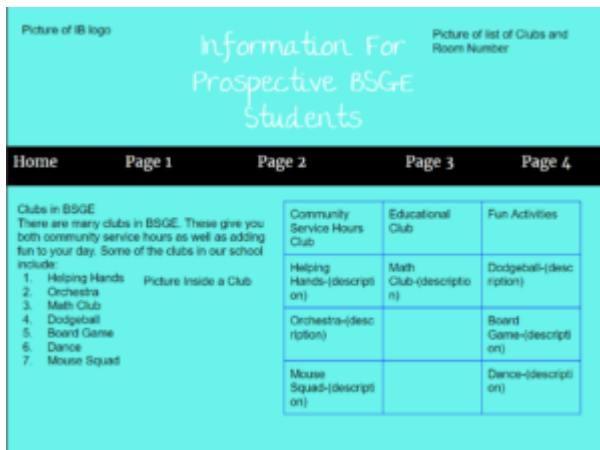 Picture of IB logo
Information For
Prospective BSGE
Students
Picture of list of Clubs and
Room Number
Home Page 1 Page 2 Page 3 Page 4
Clubs in BSGE
There are many clubs in BSGE. These give you
both community service hours as well as adding
fun to your day. Some of the clubs in our school
include:
1. Helping Hands
2. Orchestra
3. Math Club
4. Dodgeball
5. Board Game
6. Dance
7. Mouse Squad
Picture Inside a Club
Community
Service Hours
Club
Educational
Club
Fun Activities
Helping
Hands-(descripti
on)
Math
Club-(descriptio
n)
Dodgeball-(desc
ription)
Orchestra-(desc
ription)
Board
Game-(descripti
on)
Mouse
Squad-(descripti
on)
Dance-(descripti
on)